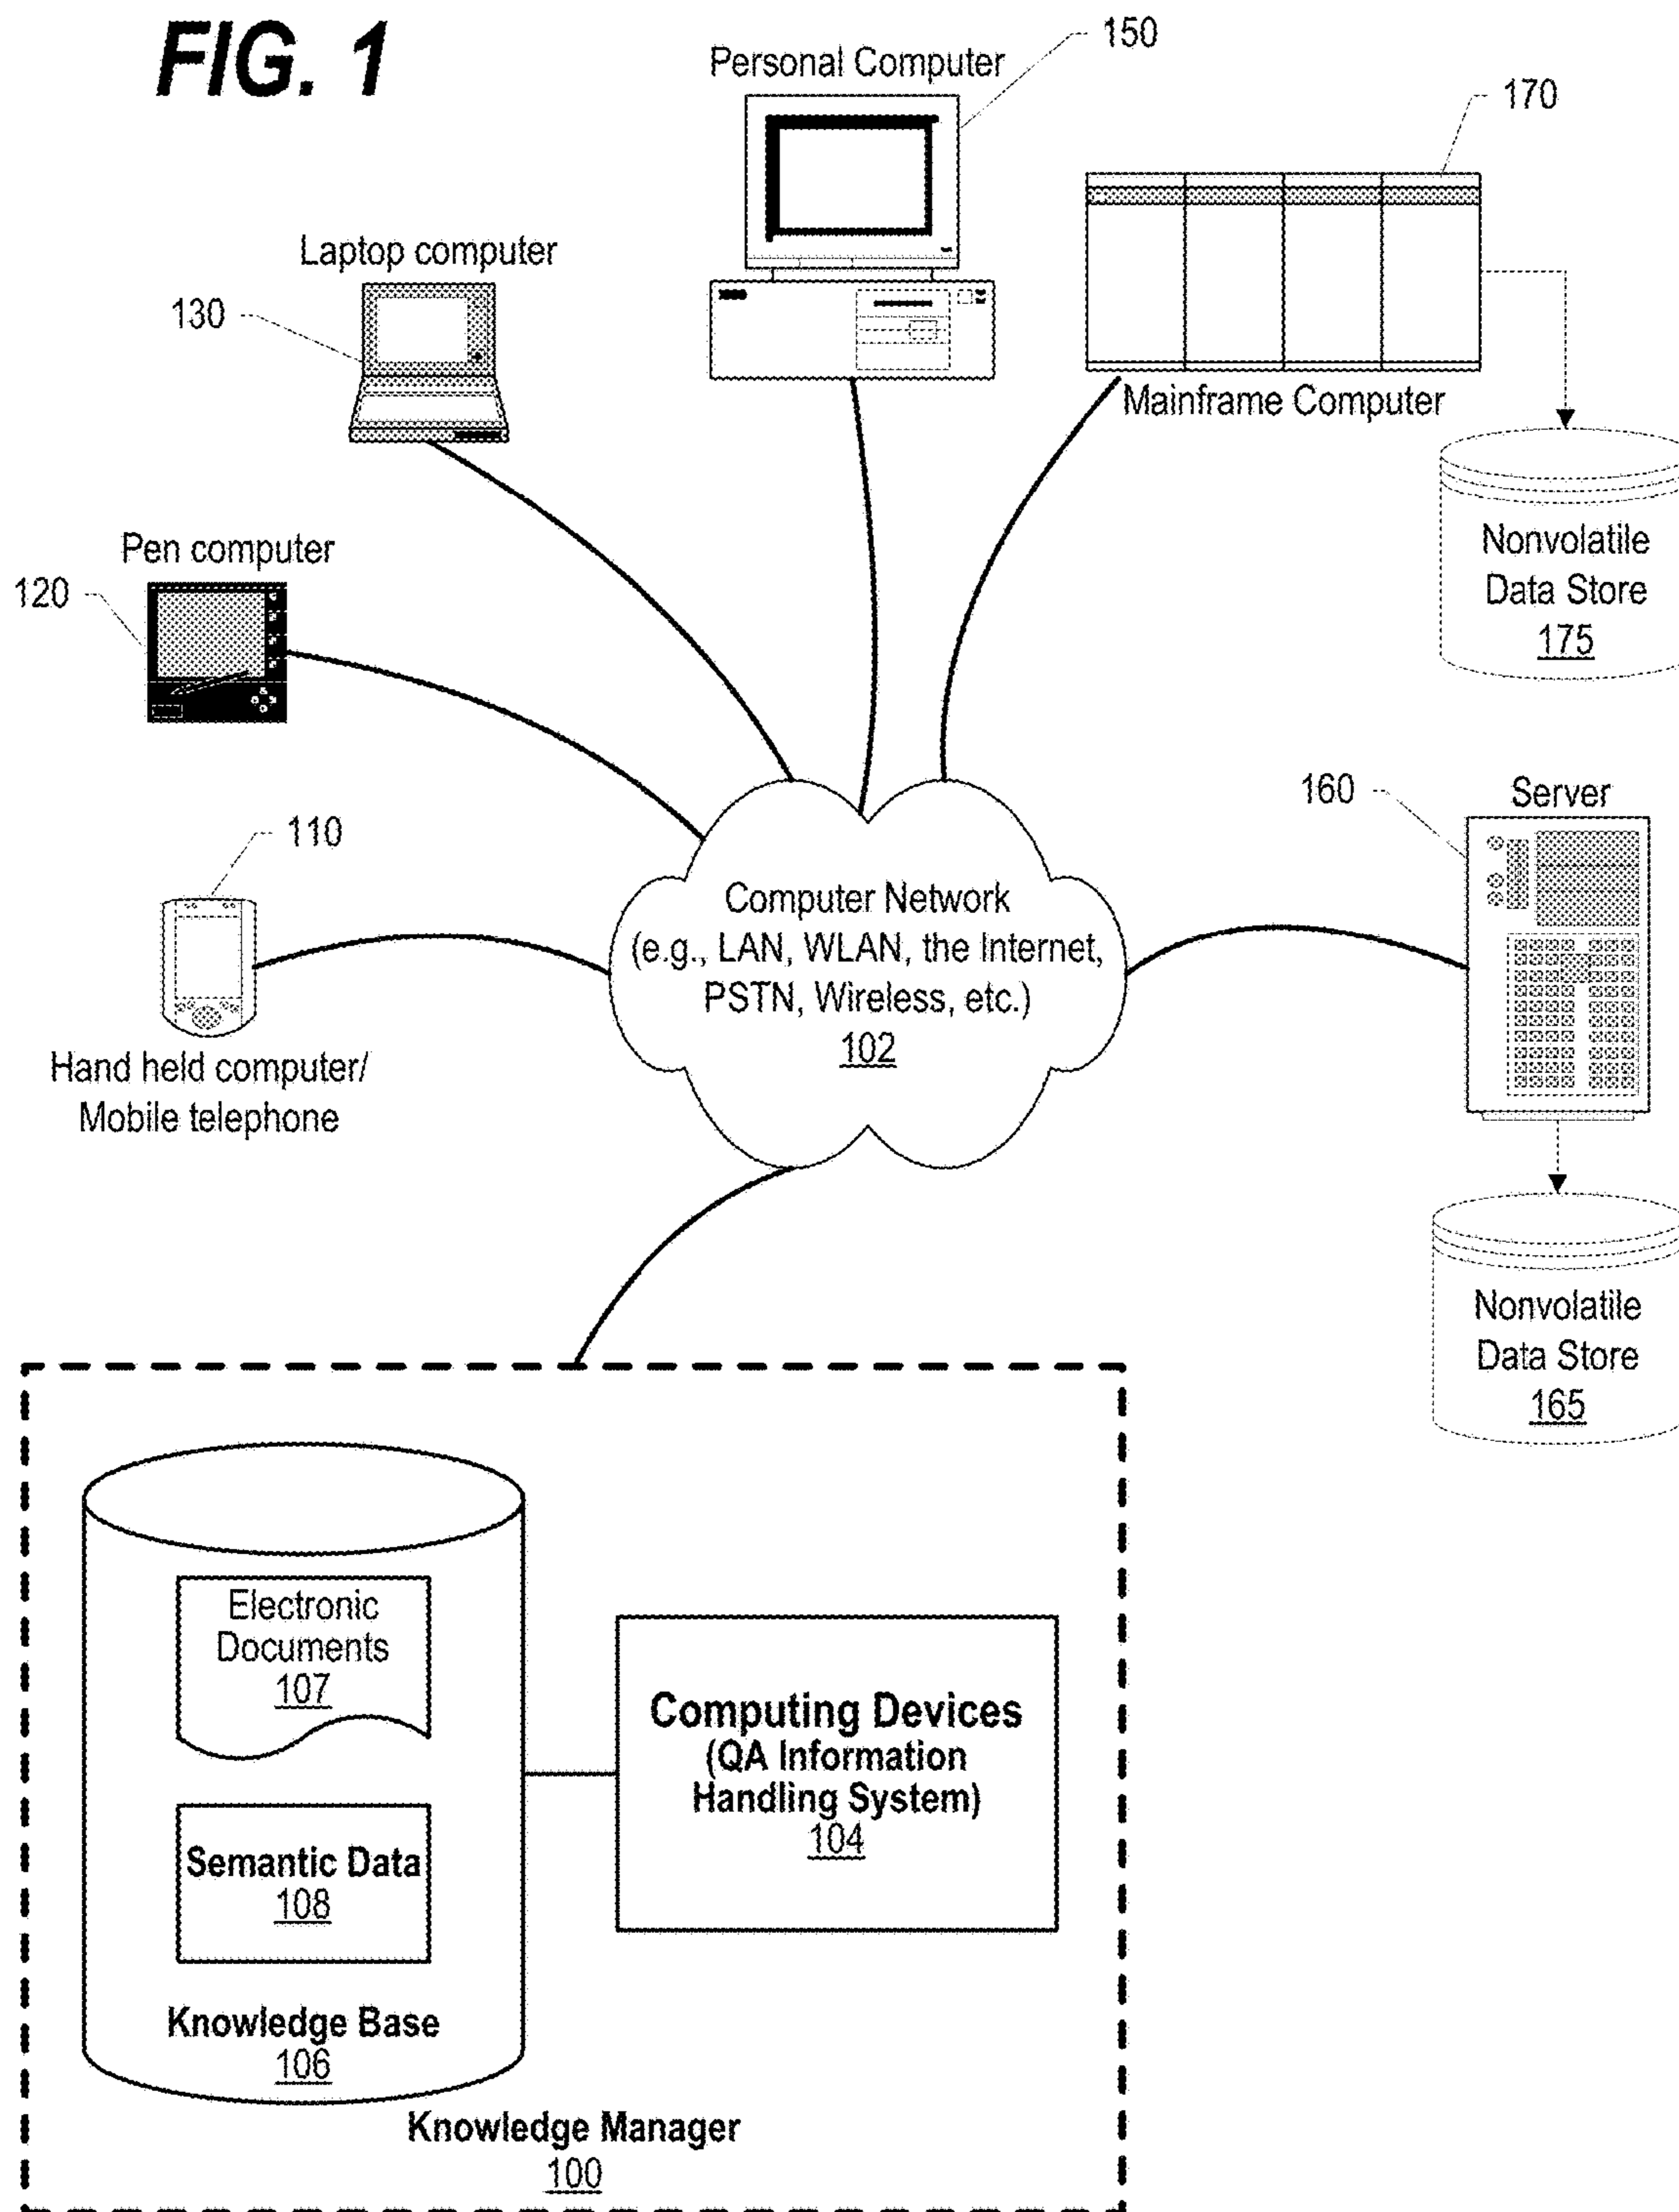 FIG. 1
Personal Computer
150
170
Laptop computer
130
Mainframe Computer
Nonvolatile
Data Store
175
Pen computer
120
160
Server
110
Computer Network
(e.g., LAN, WLAN, the Internet,
PSTN, Wireless, etc.)
102
Hand held computer/
Mobile telephone
Nonvolatile
Data Store
165
Electronic
Documents
107
Computing Devices
(QA Information
Handling System)
104
Semantic Data
108
Knowledge Base
106
Knowledge Manager
100